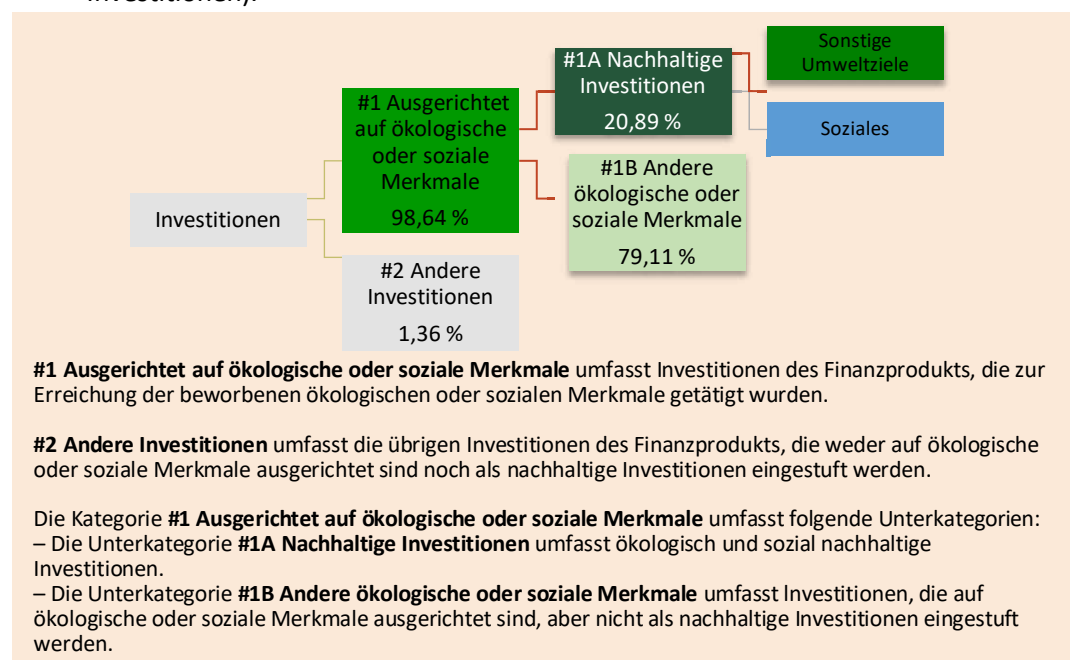 Investitionen
#1 Ausgerichtet
auf ökologische
oder soziale
Merkmale
98,64 %
#2 Andere
Investitionen
1,36 %
#1A Nachhaltige
Investitionen
20,89 %
#1B Andere
ökologische oder
soziale Merkmale
79,11 %
Sonstige
Umweltziele
Soziales
#1 Ausgerichtet auf ökologische oder soziale Merkmale umfasst Investitionen des Finanzprodukts, die zur
Erreichung der beworbenen ökologischen oder sozialen Merkmale getätigt wurden.
#2 Andere Investitionen umfasst die übrigen Investitionen des Finanzprodukts, die weder auf ökologische
oder soziale Merkmale ausgerichtet sind noch als nachhaltige Investitionen eingestuft werden.
Die Kategorie #1 Ausgerichtet auf ökologische oder soziale Merkmale umfasst folgende Unterkategorien:
– Die Unterkategorie #1A Nachhaltige Investitionen umfasst ökologisch und sozial nachhaltige
Investitionen.
– Die Unterkategorie #1B Andere ökologische oder soziale Merkmale umfasst Investitionen, die auf
ökologische oder soziale Merkmale ausgerichtet sind, aber nicht als nachhaltige Investitionen eingestuft
werden.